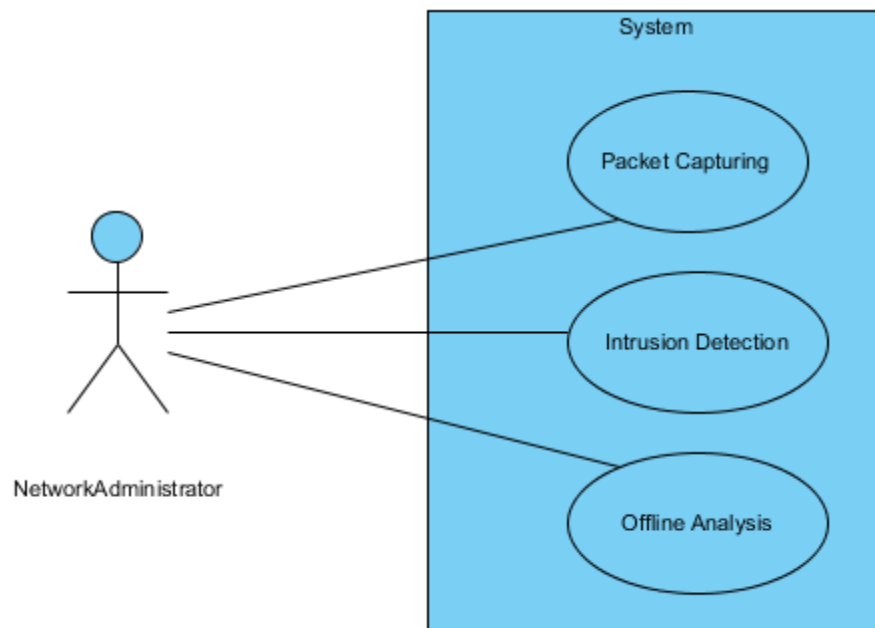 System
Packet Capturing
Intrusion Detection
NetworkAdministrator
Offline Analysis